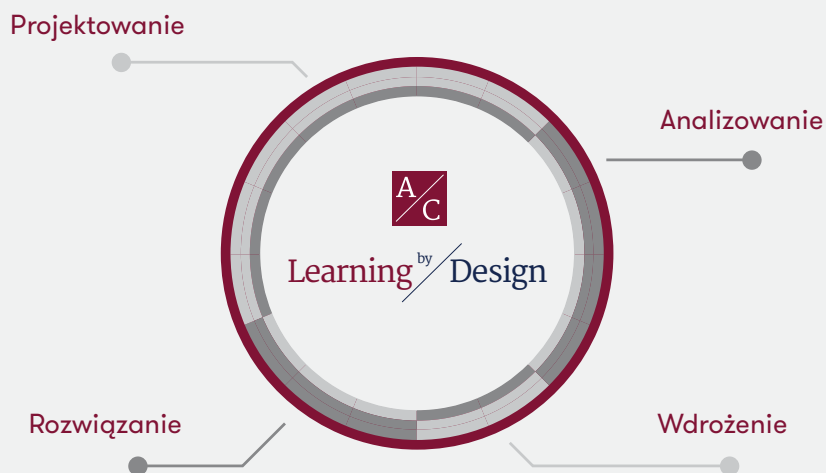 Projektowanie
Analizowanie
A
C
Learning by Design
Rozwiązanie
Wdrożenie